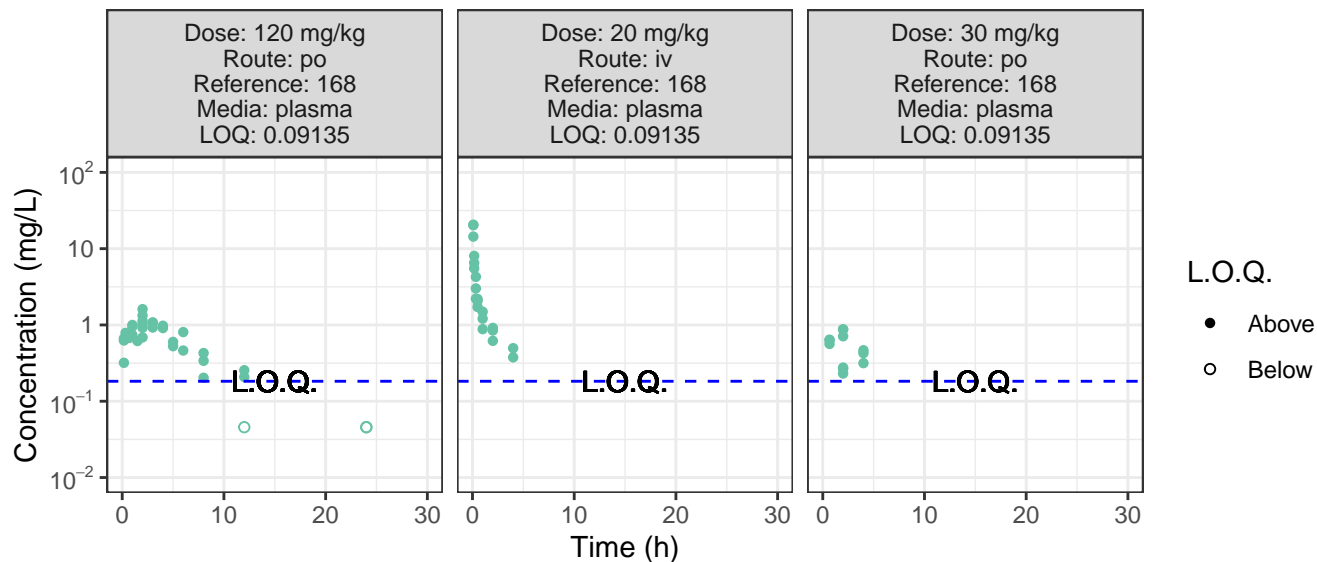 Dose: 120 mg/kg
Route: po
Reference: 168
Media: plasma
LOQ: 0.09135
Dose: 20 mg/kg
Route: iv
Reference: 168
Media: plasma
LOQ: 0.09135
Dose: 30 mg/kg
Route: po
Reference: 168
Media: plasma
LOQ: 0.09135
Concentration (mg/L)
10²
10
1
10⁻¹
10⁻²
L.O.Q.
L.O.Q.
L.O.Q.
0 10 20 30
0 10 20 30
0 10 20 30
Time (h)
L.O.Q.
Above
Below